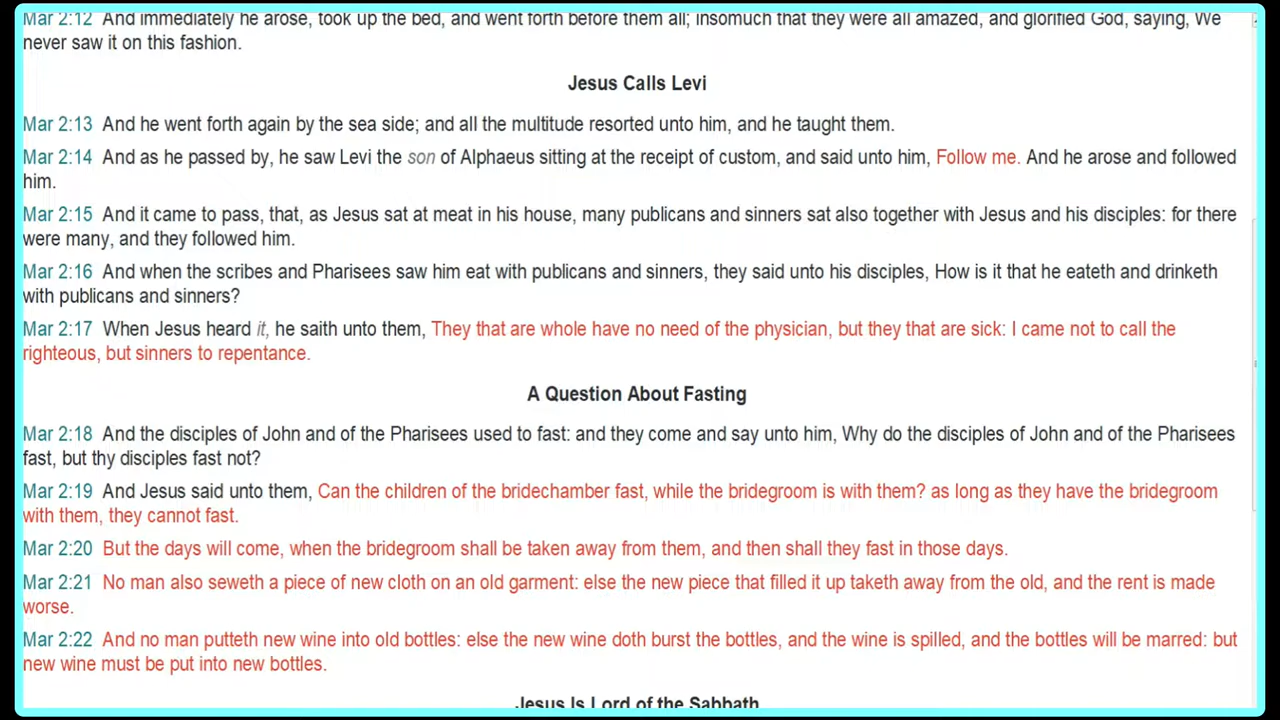 Mar 2:12 And immediately he arose, took up the bed, and went forth before them all; insomuch that they were all amazed, and glorified God, saying, We
never saw it on this fashion.
Jesus Calls Levi
Mar 2:13 And he went forth again by the sea side; and all the multitude resorted unto him, and he taught them.
Mar 2:14 And as he passed by, he saw Levi the son of Alphaeus sitting at the receipt of custom, and said unto him, Follow me. And he arose and followed
him.
Mar 2:15 And it came to pass, that, as Jesus sat at meat in his house, many publicans and sinners sat also together with Jesus and his disciples: for there
were many, and they followed him.
Mar 2:16 And when the scribes and Pharisees saw him eat with publicans and sinners, they said unto his disciples, How is it that he eateth and drinketh
with publicans and sinners?
Mar 2:17 When Jesus heard it, he saith unto them, They that are whole have no need of the physician, but they that are sick: I came not to call the
righteous, but sinners to repentance.
A Question About Fasting
Mar 2:18 And the disciples of John and of the Pharisees used to fast: and they come and say unto him, Why do the disciples of John and of the Pharisees
fast, but thy disciples fast not?
Mar 2:19 And Jesus said unto them, Can the children of the bridechamber fast, while the bridegroom is with them? as long as they have the bridegroom
with them, they cannot fast.
Mar 2:20 But the days will come, when the bridegroom shall be taken away from them, and then shall they fast in those days.
Mar 2:21 No man also seweth a piece of new cloth on an old garment: else the new piece that filled it up taketh away from the old, and the rent is made
worse.
Mar 2:22 And no man putteth new wine into old bottles: else the new wine doth burst the bottles, and the wine is spilled, and the bottles will be marred: but
new wine must be put into new bottles.
Jesus Is Lord of the Sabbath